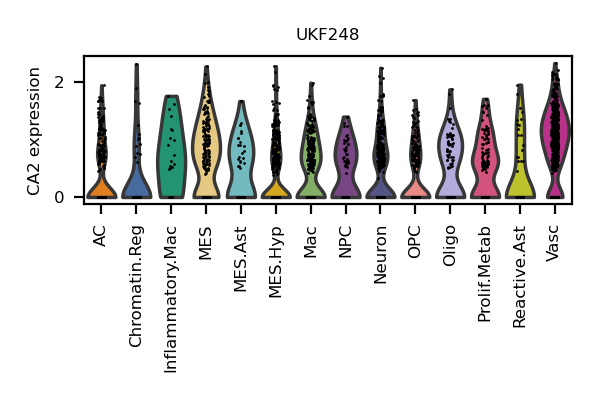 UKF248
CA2 expression
2
0
AC
Chromatin.Reg
Inflammatory.Mac
MES
MES.Ast
MES.Hyp
Mac
NPC
Neuron
OPC
Oligo
Prolif.Metab
Reactive.Ast
Vasc